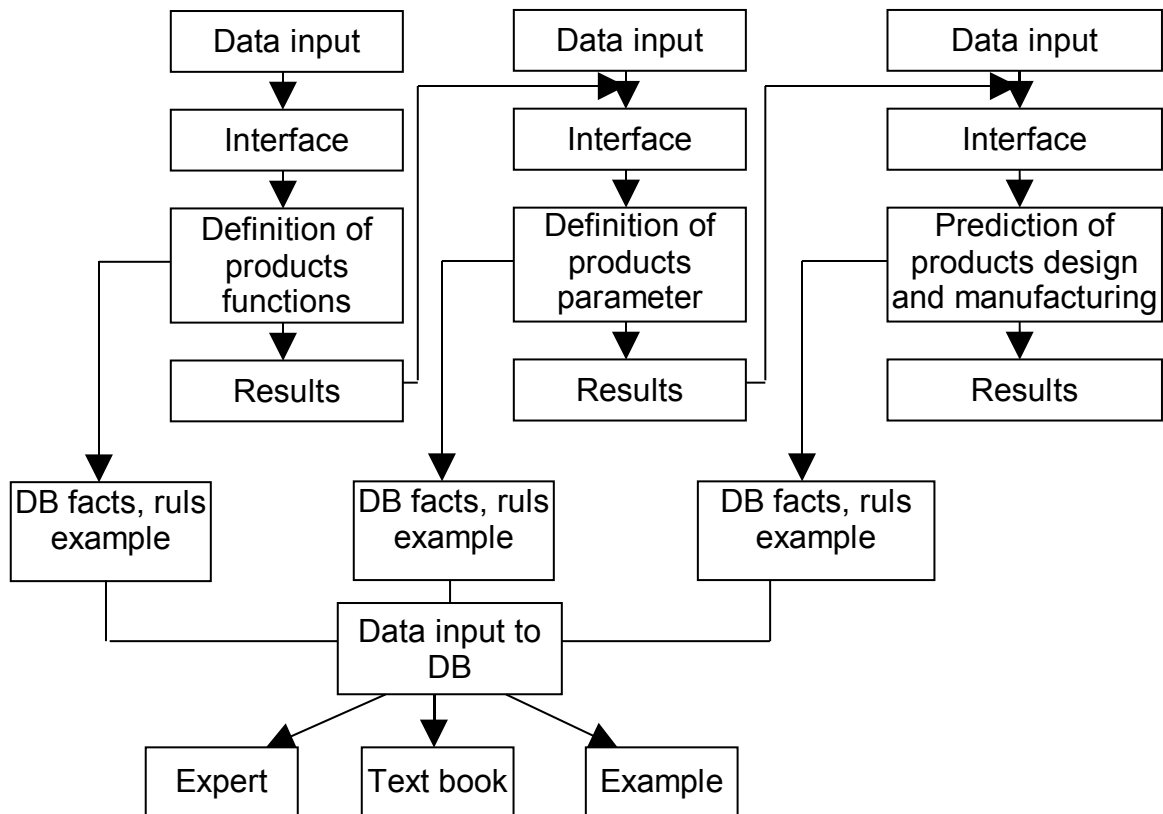 Data input
Data input
Data input
Interface
Interface
Interface
Definition of
products
functions
Definition of
products
parameter
Prediction of
products design
and manufacturing
Results
Results
Results
DB facts, ruls
example
DB facts, ruls
example
DB facts, ruls
example
Data input to
DB
Expert
Text book
Example